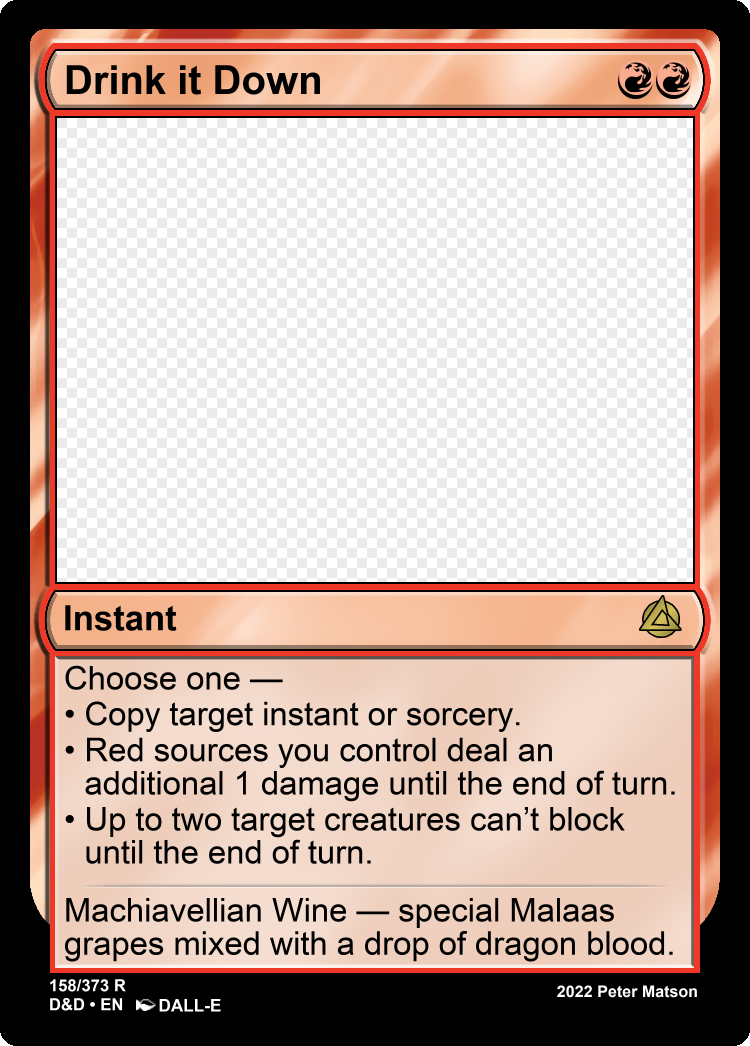 Drink it Down
Instant
Choose one —
• Copy target instant or sorcery.
• Red sources you control deal an
additional 1 damage until the end of turn.
• Up to two target creatures can’t block
until the end of turn.
Machiavellian Wine — special Malaas
grapes mixed with a drop of dragon blood.
158/373 R
D&D • EN DALL-E
2022 Peter Matson